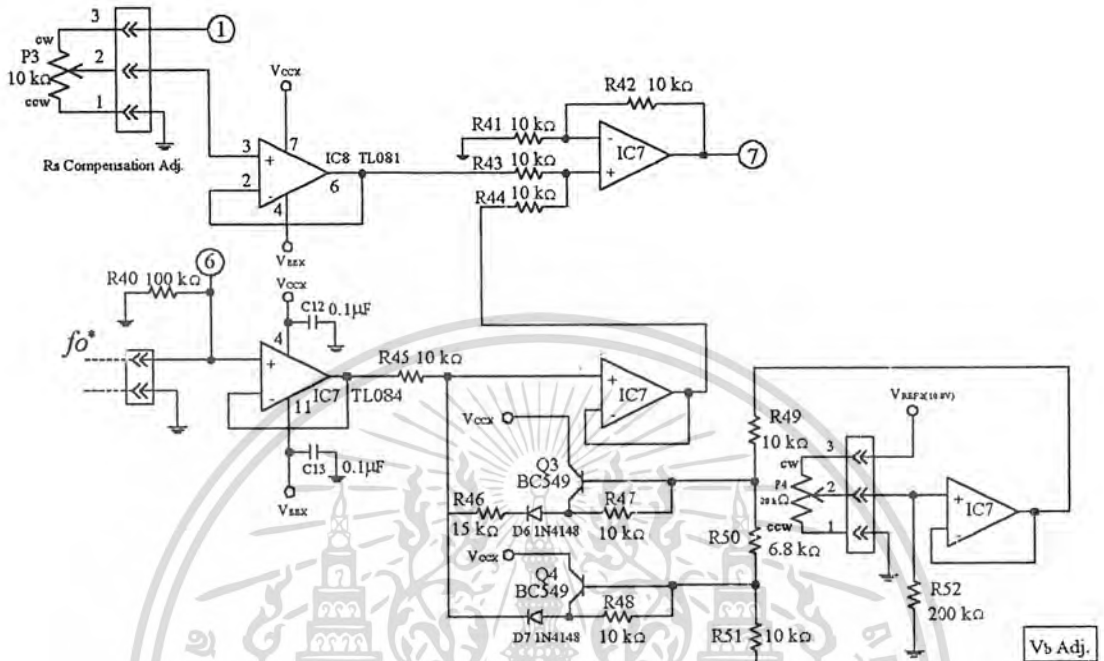 3
cw
P3
10 kΩ
2
ccw
1
①
Rs Compensation Adj.
VCCX
7
3
+
2
-
IC8 TL081
6
4
VEEX
R42 10 kΩ
R41 10 kΩ
R43
10 kΩ
R44
10 kΩ
-
+
IC7
⑦
⑥
R40 100 kΩ
VCCX
C12 0.1µF
fo*
4
+
-
IC7 TL084
11
C13 0.1µF
VEEX
R45 10 kΩ
+
-
IC7
VCCX
Q3
BC549
R46
15 kΩ
D6 1N4148
R47
10 kΩ
VCCX
Q4
BC549
D7 1N4148
R48
10 kΩ
R49
10 kΩ
R50
6.8 kΩ
R51
10 kΩ
VREF2(10.8V)
3
cw
P4
20 kΩ
2
ccw
1
+
-
IC7
R52
200 kΩ
Vb Adj.